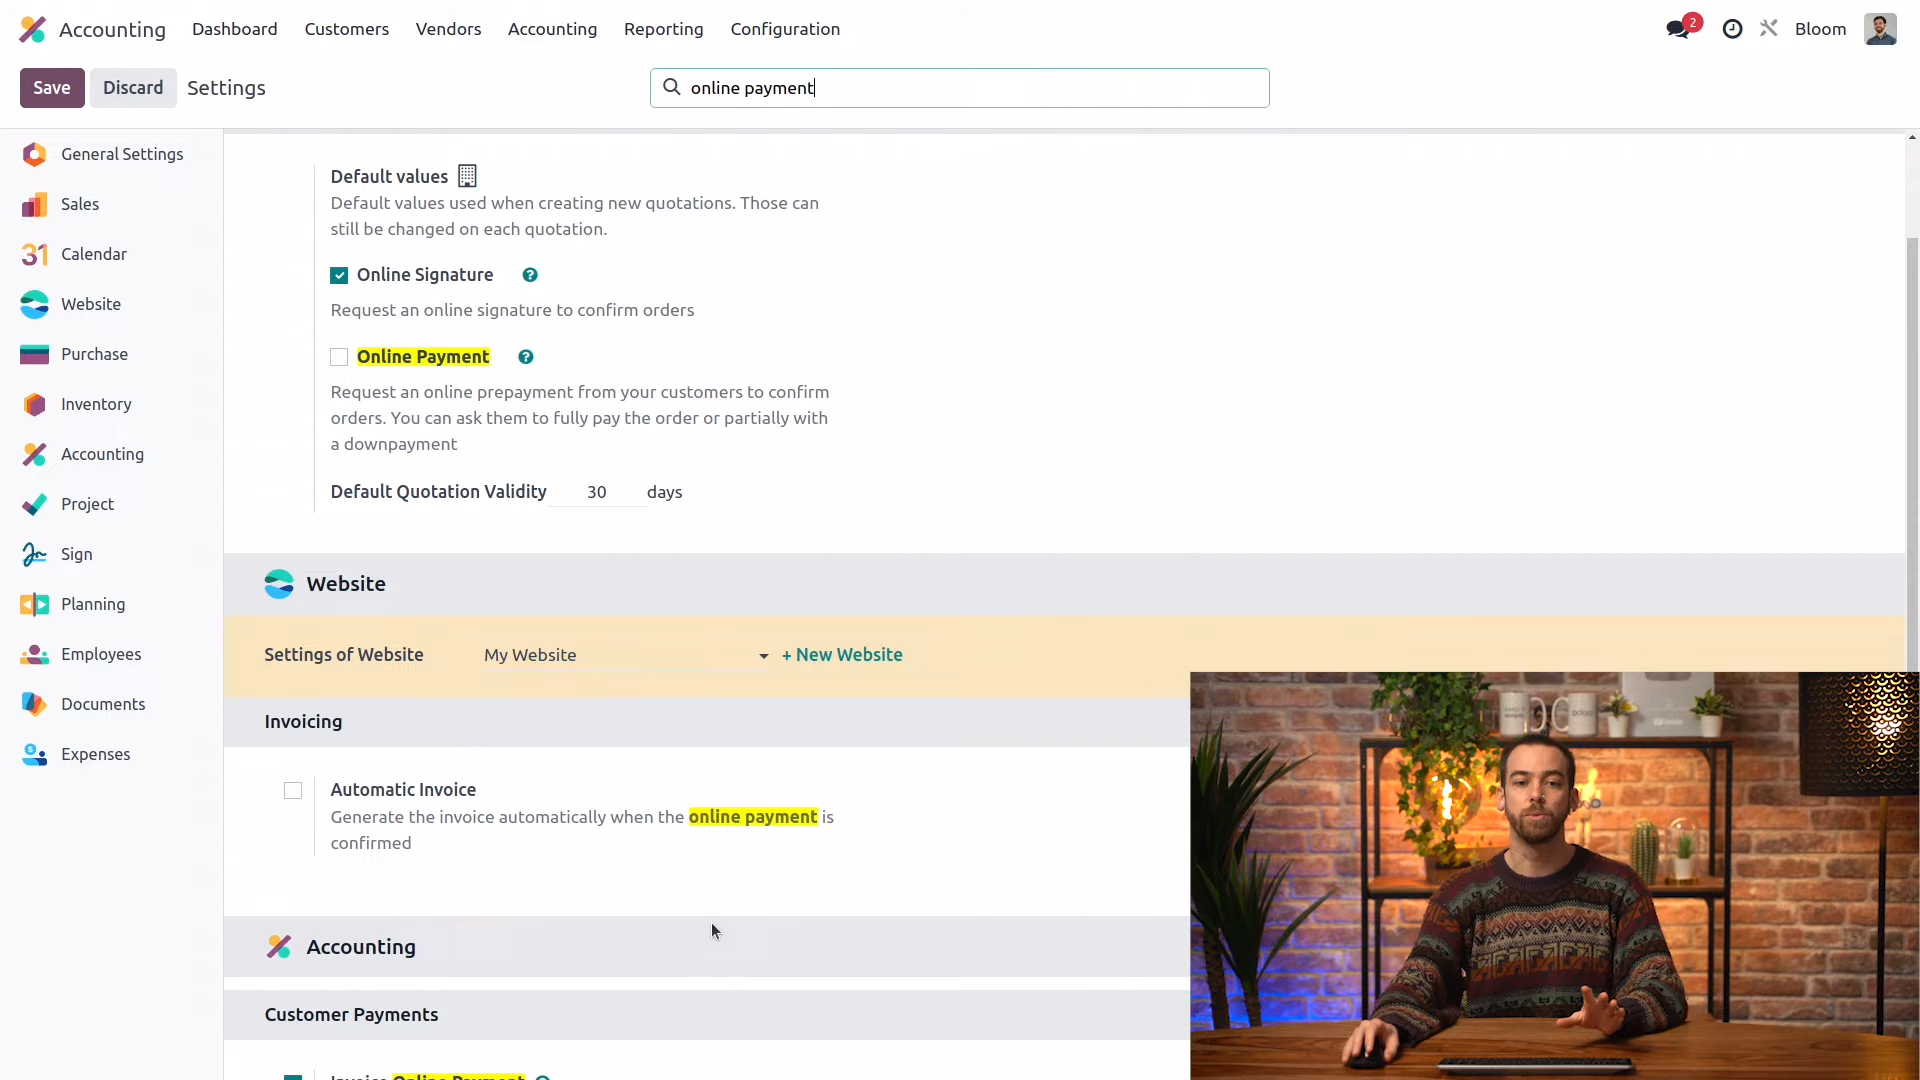 Accounting Dashboard Customers Vendors Accounting Reporting Configuration 2 Bloom
Save Discard Settings online payment
General Settings
Sales
Calendar
Website
Purchase
Inventory
Accounting
Project
Sign
Planning
Employees
Documents
Expenses
Default values
Default values used when creating new quotations. Those can
still be changed on each quotation.
Online Signature ?
Request an online signature to confirm orders
Online Payment ?
Request an online prepayment from your customers to confirm
orders. You can ask them to fully pay the order or partially with
a downpayment
Default Quotation Validity 30 days
Website
Settings of Website My Website + New Website
Invoicing
Automatic Invoice
Generate the invoice automatically when the online payment is
confirmed
Accounting
Customer Payments
Invoice Online Payment